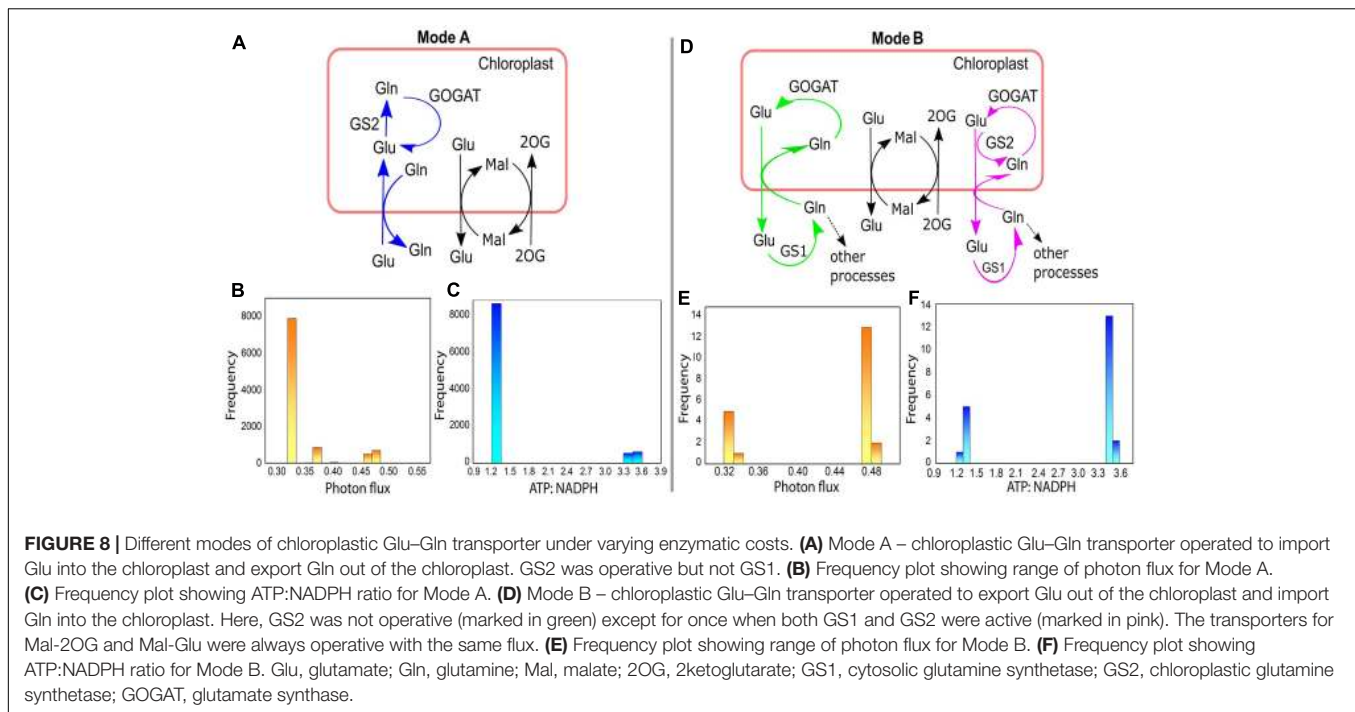 A
Mode A
Chloroplast
Gln
GOGAT
GS2
Glu
Gln
Glu
Mal
2OG
Glu
Gln
Glu
Mal
2OG
D
Mode B
Chloroplast
GOGAT
Glu
Gln
Glu
Mal
2OG
GOGAT
Glu
GS2
Gln
Glu
GS1
Gln
other
processes
Glu
Mal
2OG
Glu
GS1
Gln
other
processes
B
Frequency
8000
6000
4000
2000
0
0.30 0.35 0.40 0.45 0.50 0.55
Photon flux
C
Frequency
8000
6000
4000
2000
0
0.9 1.2 1.5 1.8 2.1 2.4 2.7 3.0 3.3 3.6 3.9
ATP: NADPH
E
Frequency
14
12
10
8
6
4
2
0
0.32 0.36 0.40 0.44 0.48
Photon flux
F
Frequency
14
12
10
8
6
4
2
0
0.9 1.2 1.5 1.8 2.1 2.4 2.7 3.0 3.3 3.6
ATP: NADPH
FIGURE 8 | Different modes of chloroplastic Glu–Gln transporter under varying enzymatic costs. (A) Mode A – chloroplastic Glu–Gln transporter operated to import
Glu into the chloroplast and export Gln out of the chloroplast. GS2 was operative but not GS1. (B) Frequency plot showing range of photon flux for Mode A.
(C) Frequency plot showing ATP:NADPH ratio for Mode A. (D) Mode B – chloroplastic Glu–Gln transporter operated to export Glu out of the chloroplast and import
Gln into the chloroplast. Here, GS2 was not operative (marked in green) except for once when both GS1 and GS2 were active (marked in pink). The transporters for
Mal-2OG and Mal-Glu were always operative with the same flux. (E) Frequency plot showing range of photon flux for Mode B. (F) Frequency plot showing
ATP:NADPH ratio for Mode B. Glu, glutamate; Gln, glutamine; Mal, malate; 2OG, 2ketoglutarate; GS1, cytosolic glutamine synthetase; GS2, chloroplastic glutamine
synthetase; GOGAT, glutamate synthase.